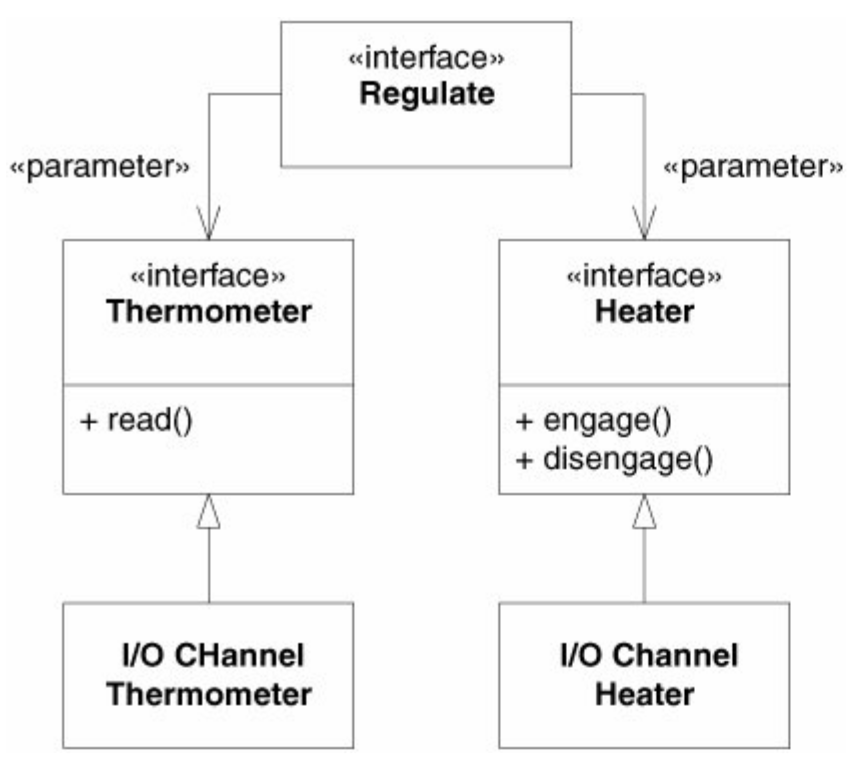 «interface»
Regulate
«parameter»
«parameter»
«interface»
Thermometer
+ read()
«interface»
Heater
+ engage()
+ disengage()
I/O CHannel
Thermometer
I/O Channel
Heater